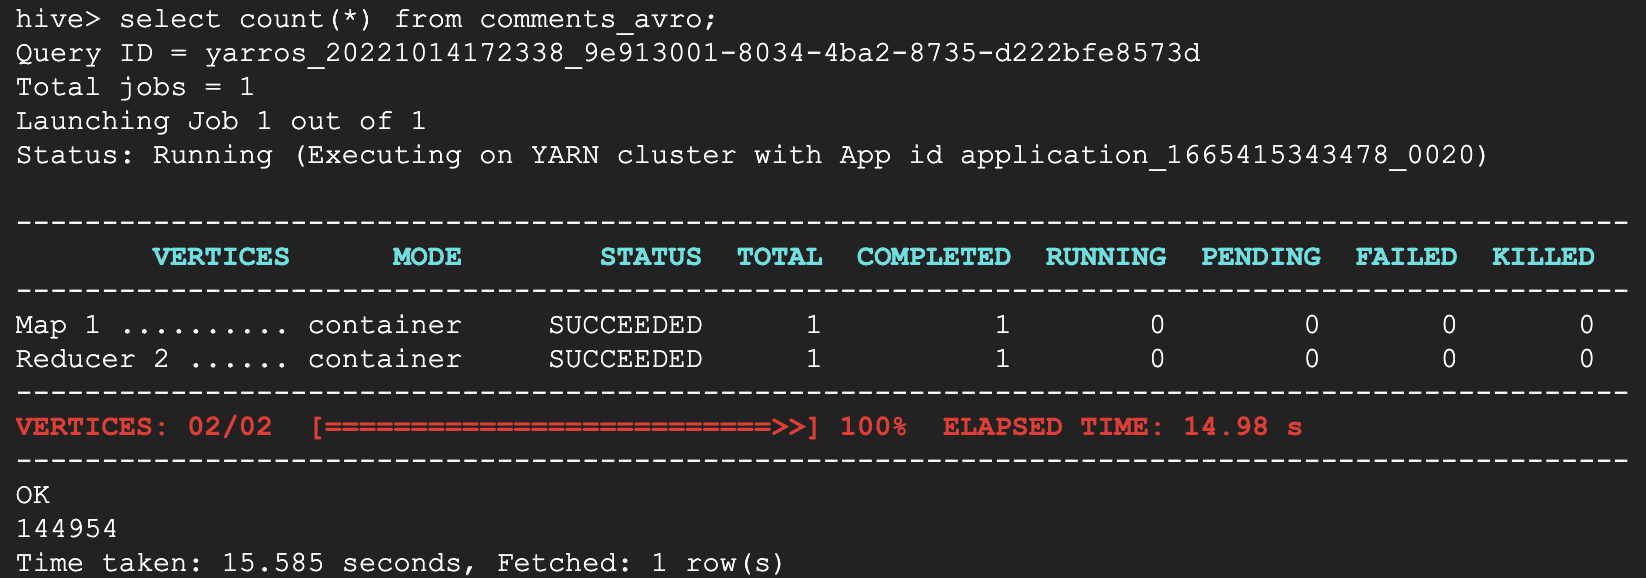 hive> select count(*) from comments_avro;
Query ID = yarros_20221014172338_9e913001-8034-4ba2-8735-d222bfe8573d
Total jobs = 1
Launching Job 1 out of 1
Status: Running (Executing on YARN cluster with App id application_1665415343478_0020)
----------------------------------------------------------------------------------------------
        VERTICES      MODE        STATUS  TOTAL  COMPLETED  RUNNING  PENDING  FAILED  KILLED
----------------------------------------------------------------------------------------------
Map 1 .......... container     SUCCEEDED      1          1        0        0       0       0
Reducer 2 ...... container     SUCCEEDED      1          1        0        0       0       0
----------------------------------------------------------------------------------------------
VERTICES: 02/02  [==========================>>] 100%  ELAPSED TIME: 14.98 s
----------------------------------------------------------------------------------------------
OK
144954
Time taken: 15.585 seconds, Fetched: 1 row(s)